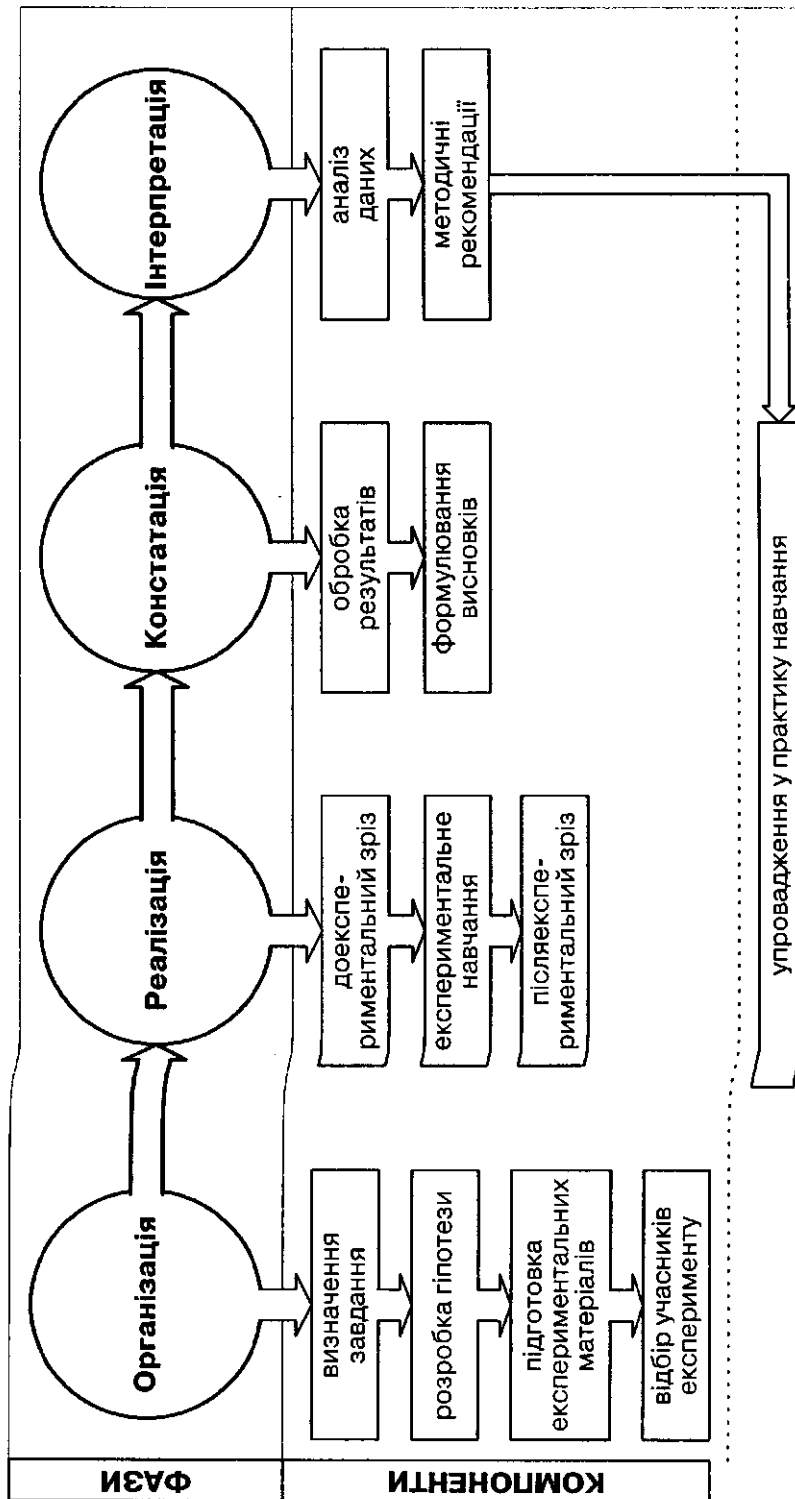 ФАЗИ
Організація
Реалізація
Констатація
Інтерпретація
КОМПОНЕНТИ
визначення
завдання
розробка гіпотези
підготовка
експериментальних
матеріалів
відбір учасників
експерименту
доекспе-
риментальний зріз
експериментальне
навчання
післяекспе-
риментальний зріз
обробка
результатів
формулювання
висновків
аналіз
даних
методичні
рекомендації
упровадження у практику навчання